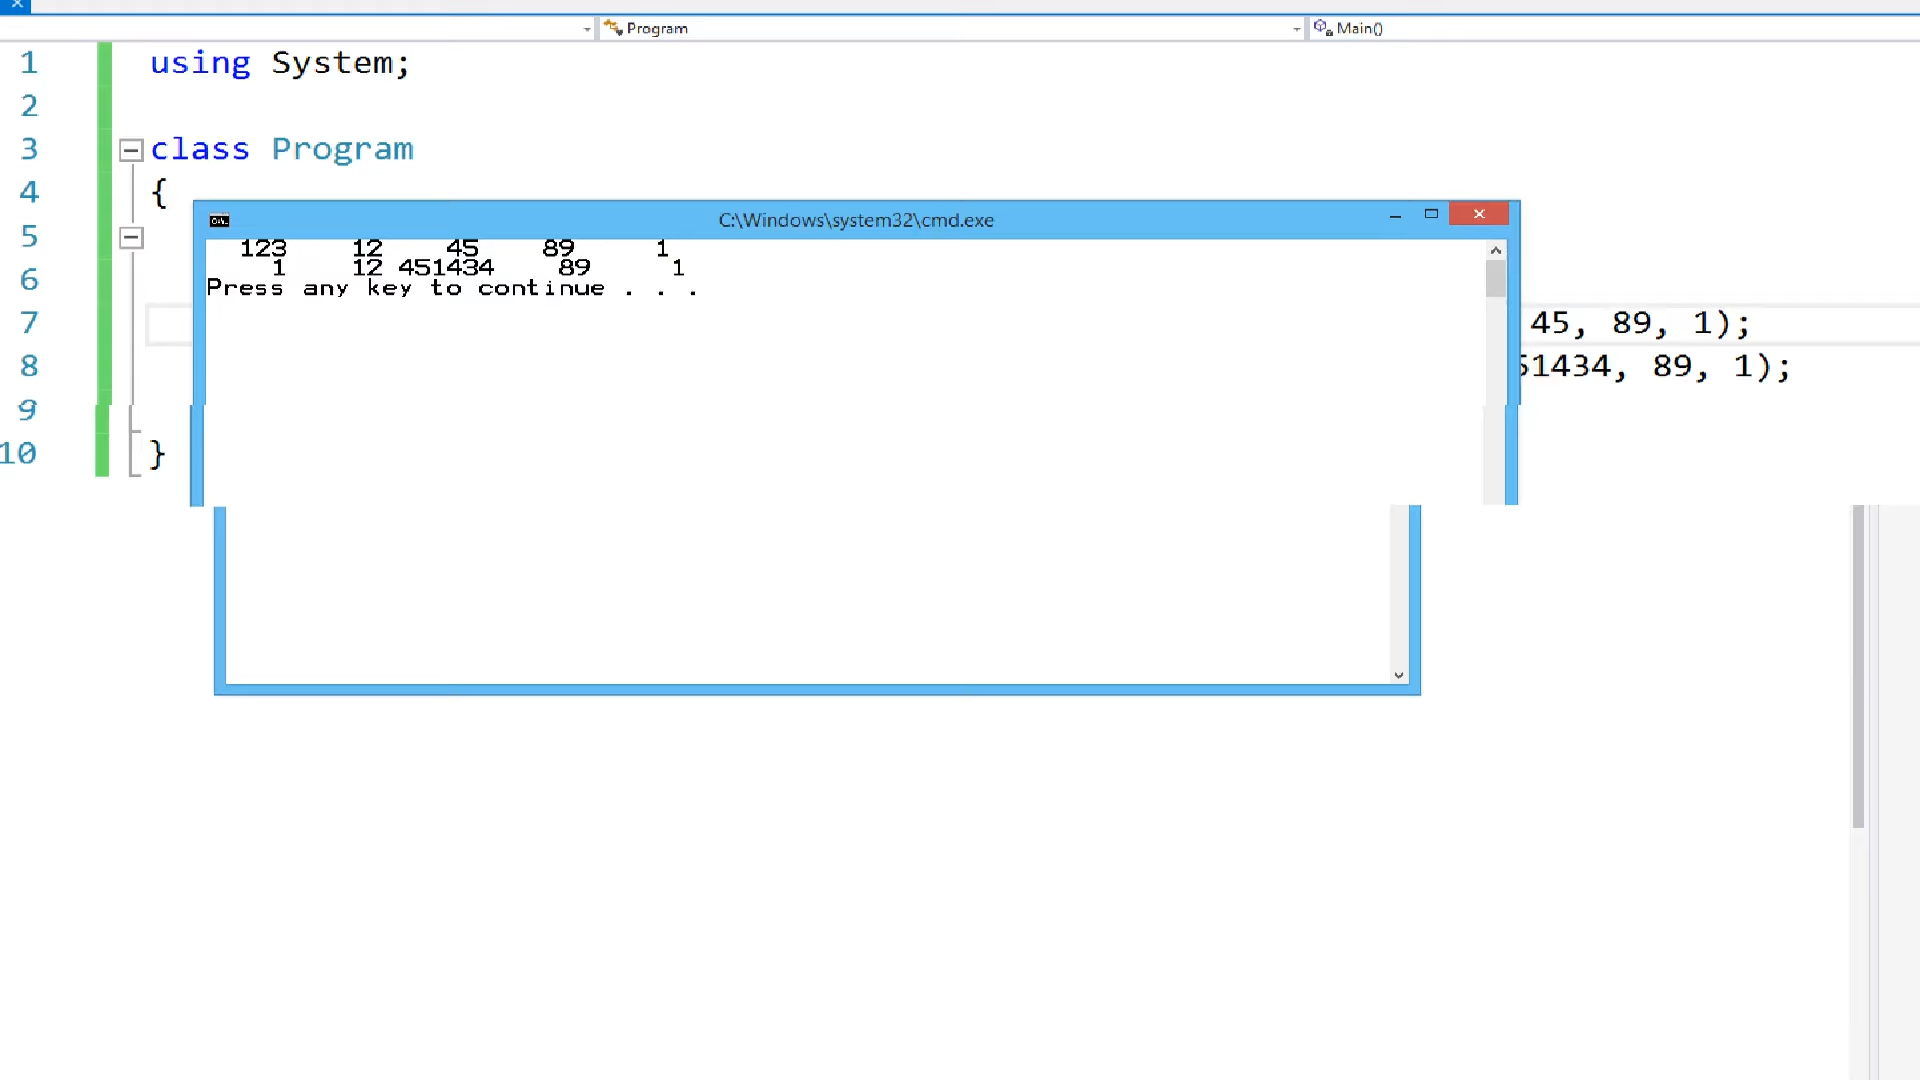 Program Main()
1 using System;
2
3 class Program
4 {
C:\Windows\system32\cmd.exe
5
123 12 45 89 1
1 12 451434 89 1
6
Press any key to continue . . .
7 45, 89, 1);
8 51434, 89, 1);
9
10 }